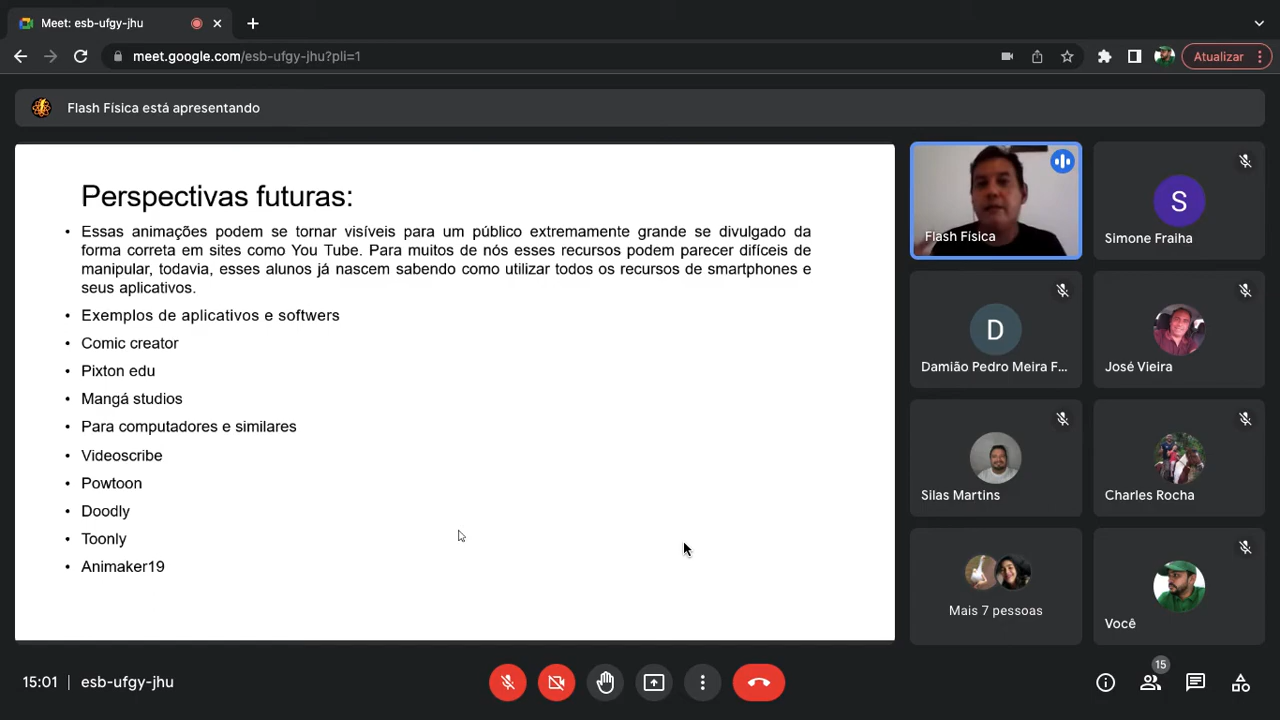 Meet: esb-ufgy-jhu
meet.google.com/esb-ufgy-jhu?pli=1
Atualizar
Flash Física está apresentando
Perspectivas futuras:
• Essas animações podem se tornar visíveis para um público extremamente grande se divulgado da
forma correta em sites como You Tube. Para muitos de nós esses recursos podem parecer difíceis de
manipular, todavia, esses alunos já nascem sabendo como utilizar todos os recursos de smartphones e
seus aplicativos.
• Exemplos de aplicativos e softwers
• Comic creator
• Pixton edu
• Mangá studios
• Para computadores e similares
• Videoscribe
• Powtoon
• Doodly
• Toonly
• Animaker19
Flash Física
S
Simone Fraiha
D
Damião Pedro Meira F...
José Vieira
Silas Martins
Charles Rocha
Mais 7 pessoas
Você
15:01 | esb-ufgy-jhu
15